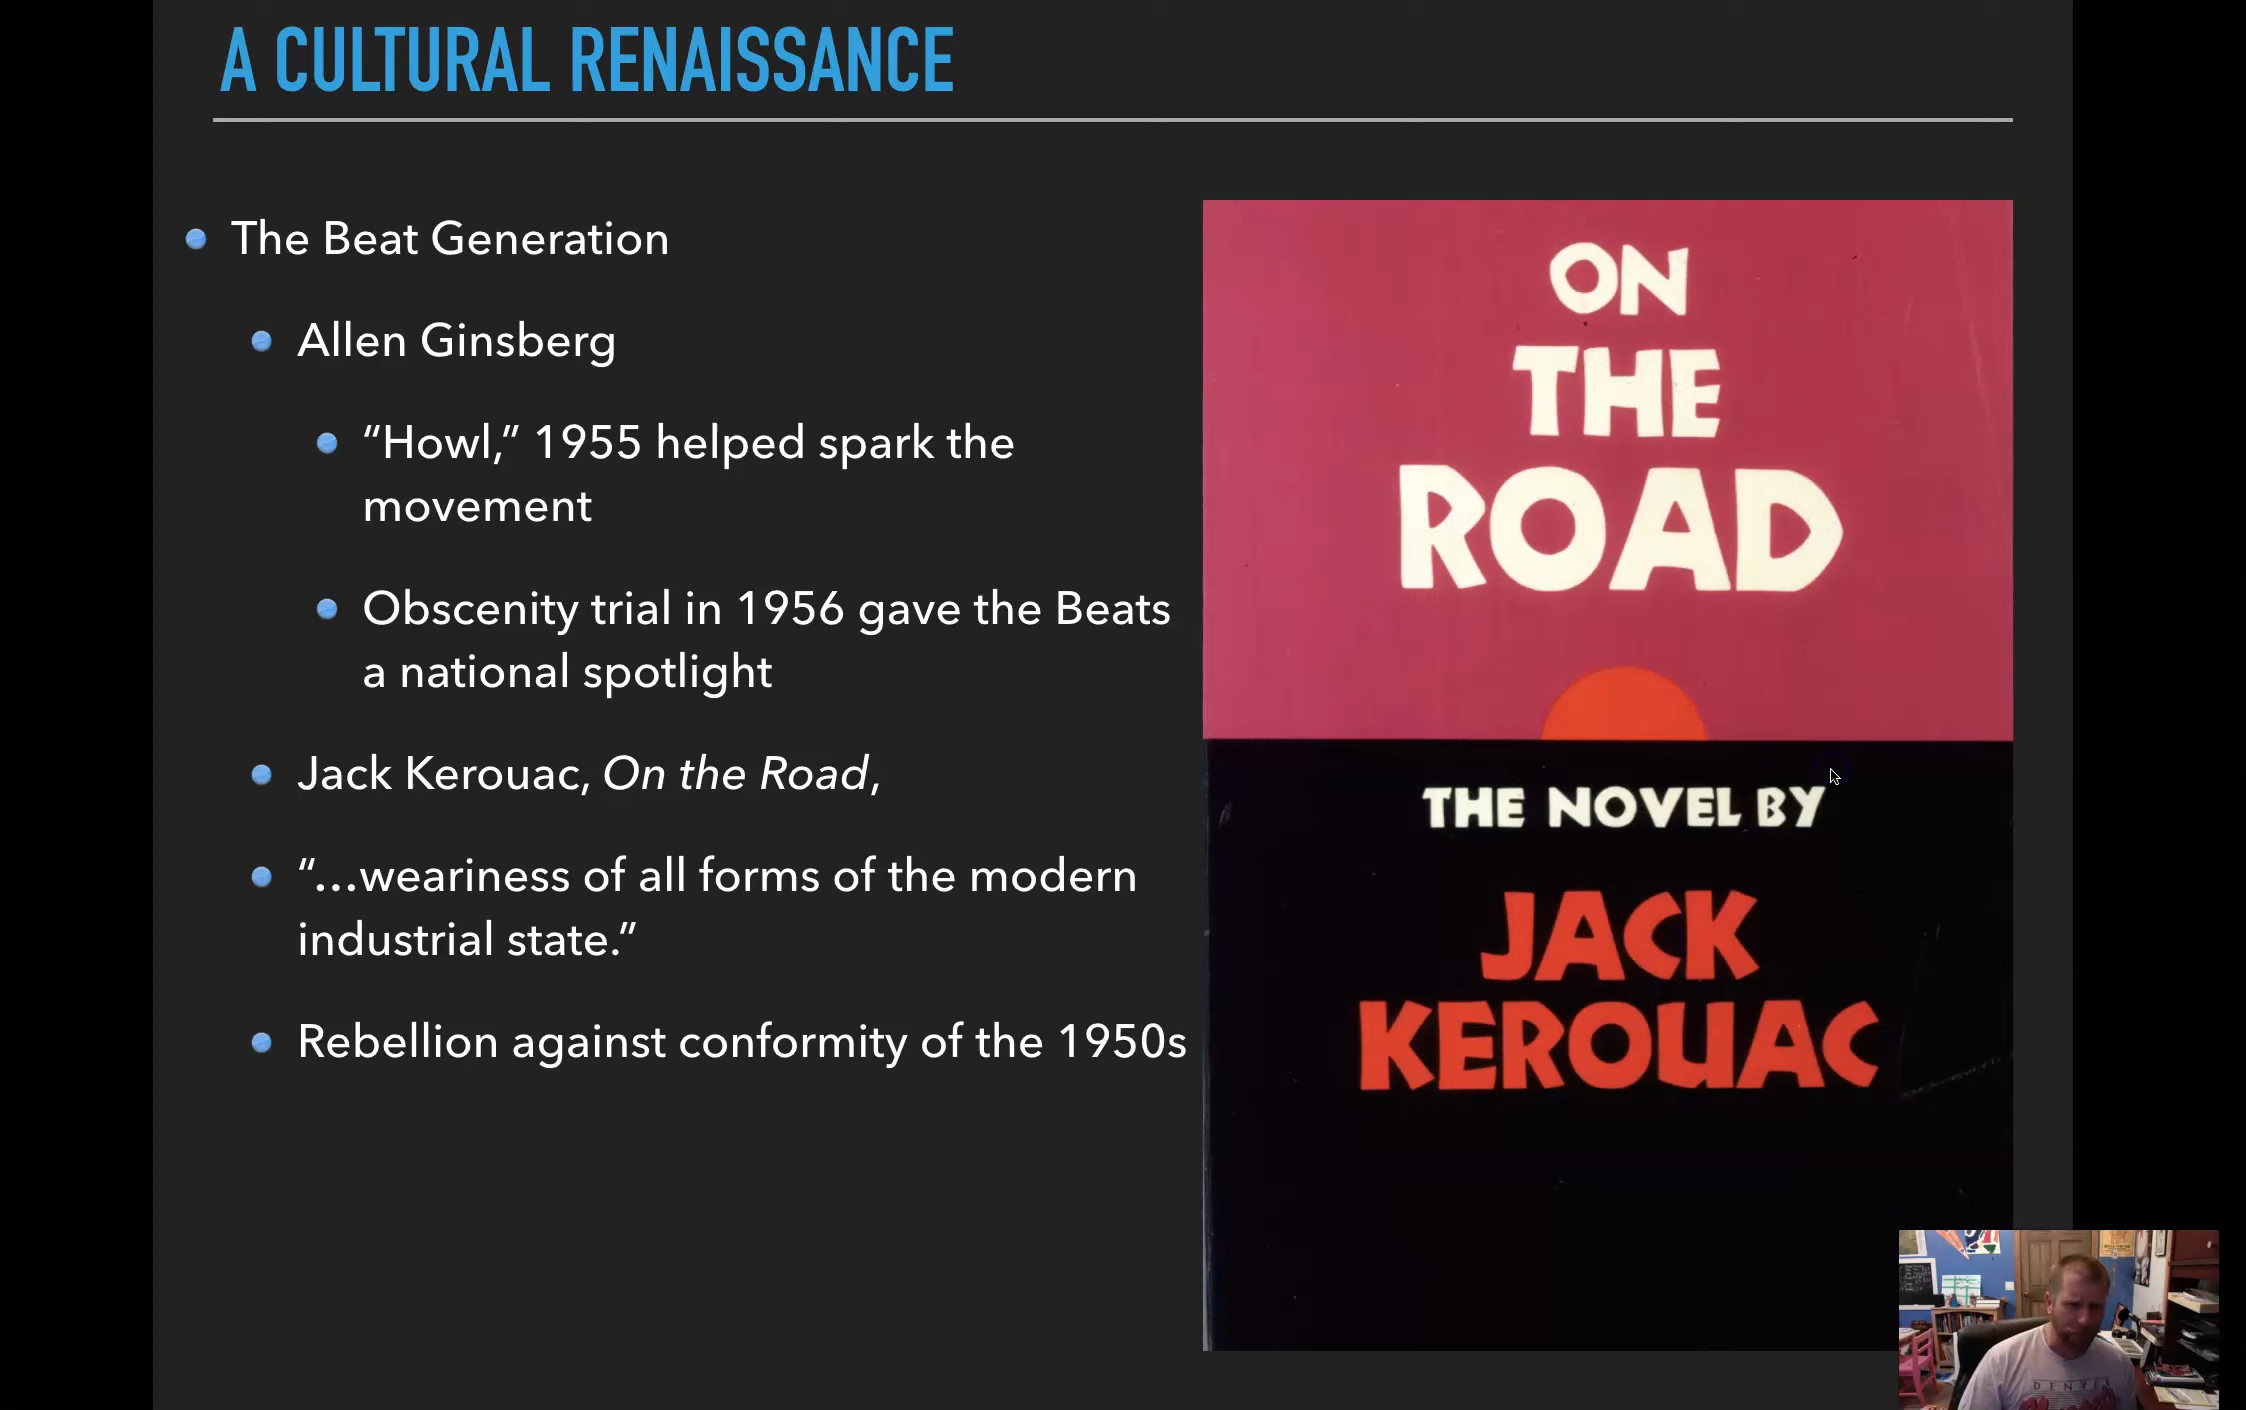 A CULTURAL RENAISSANCE
The Beat Generation
Allen Ginsberg
“Howl,” 1955 helped spark the
movement
Obscenity trial in 1956 gave the Beats
a national spotlight
Jack Kerouac, On the Road,
“…weariness of all forms of the modern
industrial state.”
Rebellion against conformity of the 1950s
ON
THE
ROAD
THE NOVEL BY
JACK
KEROUAC
DENVER